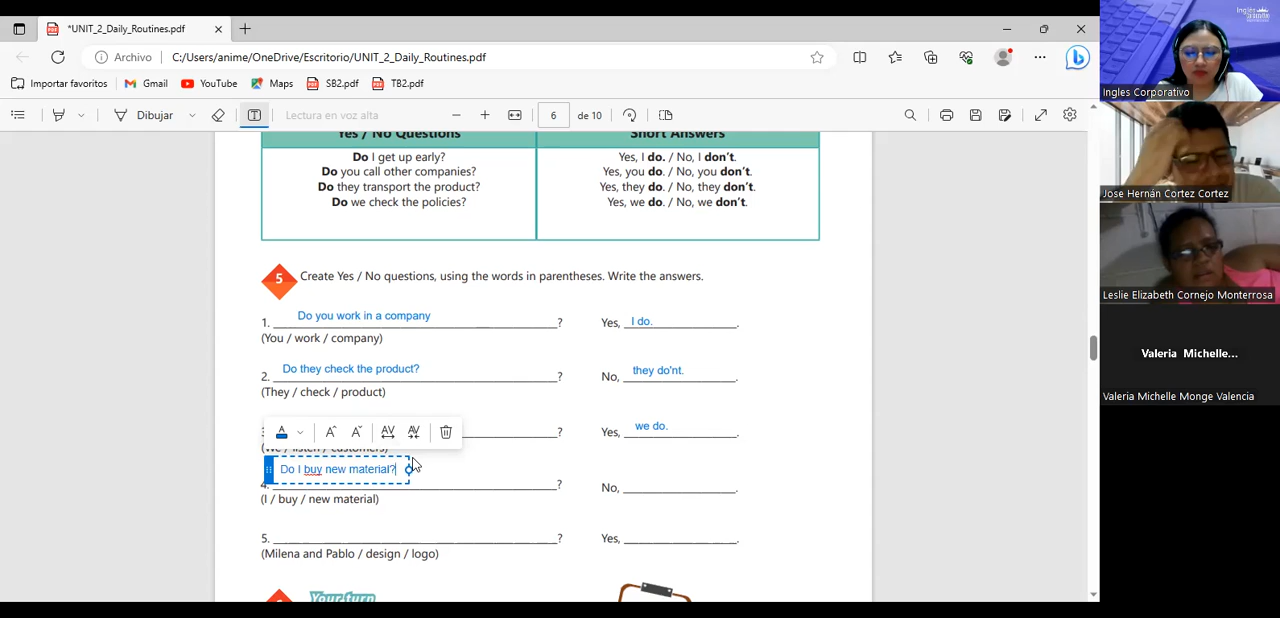 *UNIT_2_Daily_Routines.pdf
Archivo
C:/Users/anime/OneDrive/Escritorio/UNIT_2_Daily_Routines.pdf
Importar favoritos
Gmail
YouTube
Maps
SB2.pdf
TB2.pdf
Dibujar
Lectura en voz alta
6 de 10
Yes / No Questions
Short Answers
Do I get up early?
Yes, I do. / No, I don't.
Do you call other companies?
Yes, you do. / No, you don't.
Do they transport the product?
Yes, they do. / No, they don't.
Do we check the policies?
Yes, we do. / No, we don't.
5 Create Yes / No questions, using the words in parentheses. Write the answers.
1. Do you work in a company ?
Yes, I do. .
(You / work / company)
2. Do they check the product? ?
No, they do'nt. .
(They / check / product)
?
Yes, we do. .
(We / listen / customers)
4. Do I buy new material? ?
No, .
(I / buy / new material)
5. ?
Yes, .
(Milena and Pablo / design / logo)
Your turn
Ingles Corporativo
Jose Hernán Cortez Cortez
Leslie Elizabeth Cornejo Monterrosa
Valeria Michelle...
Valeria Michelle Monge Valencia